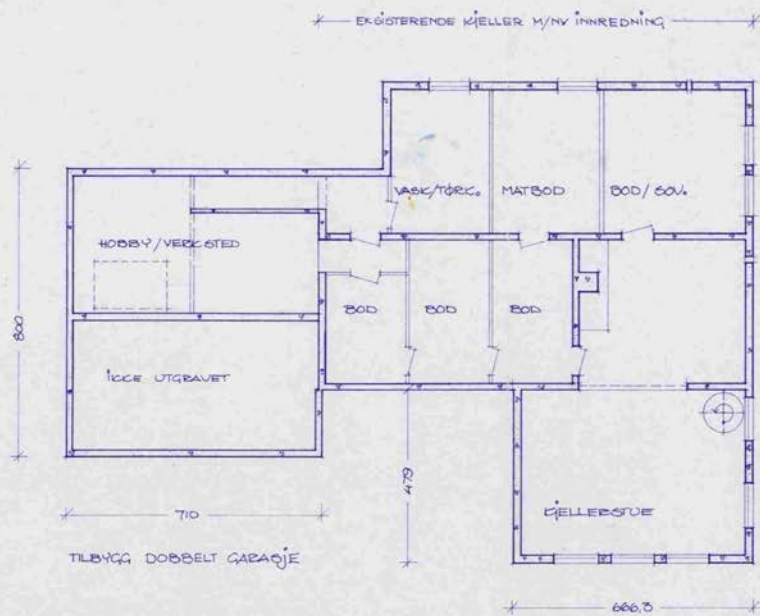 EKSISTERENDE KJELLER M/NY INNREDNING
VASK/TØRK.
MATBOD
BOD/SOV.
HOBBY/VERKSTED
BOD
BOD
BOD
800
IKKE UTGRAVET
479
710
KJELLERSTUE
TILBYGG DOBBELT GARASJE
666,3